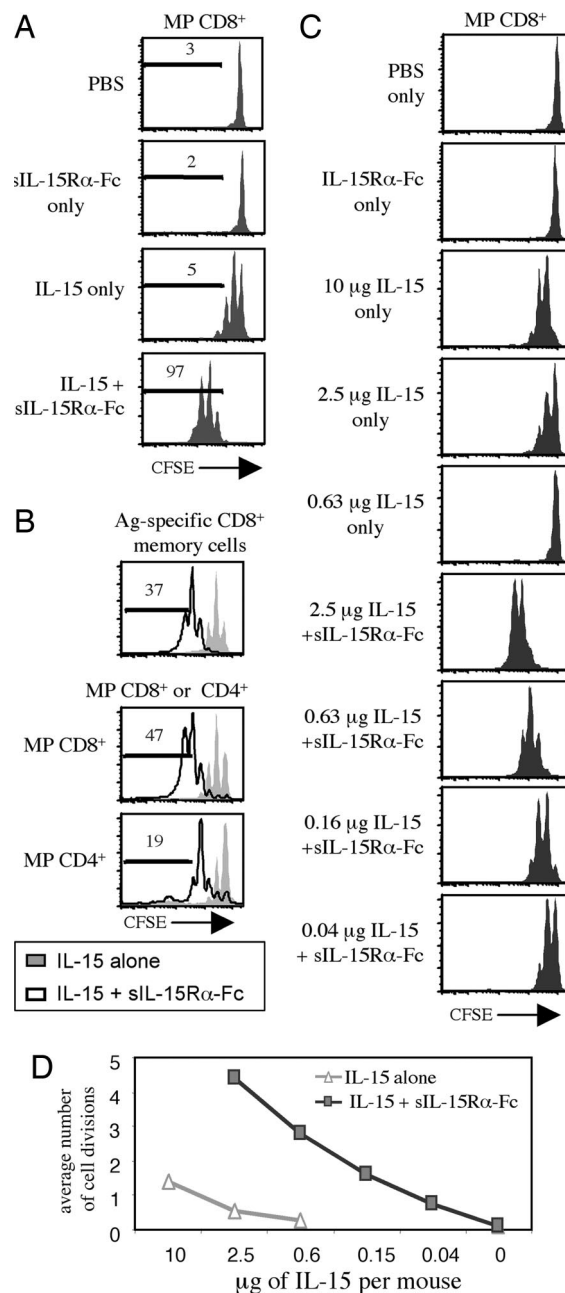 A
MP CD8+
PBS
3
sIL-15Rα-Fc
only
2
IL-15 only
5
IL-15 +
sIL-15Rα-Fc
97
CFSE
B
Ag-specific CD8+
memory cells
37
MP CD8+ or CD4+
MP CD8+
47
MP CD4+
19
CFSE
IL-15 alone
IL-15 + sIL-15Rα-Fc
C
MP CD8+
PBS
only
IL-15Rα-Fc
only
10 µg IL-15
only
2.5 µg IL-15
only
0.63 µg IL-15
only
2.5 µg IL-15
+sIL-15Rα-Fc
0.63 µg IL-15
+sIL-15Rα-Fc
0.16 µg IL-15
+sIL-15Rα-Fc
0.04 µg IL-15
+ sIL-15Rα-Fc
CFSE
D
average number
of cell divisions
5
4
3
2
1
0
IL-15 alone
IL-15 + sIL-15Rα-Fc
10 2.5 0.6 0.15 0.04 0
µg of IL-15 per mouse